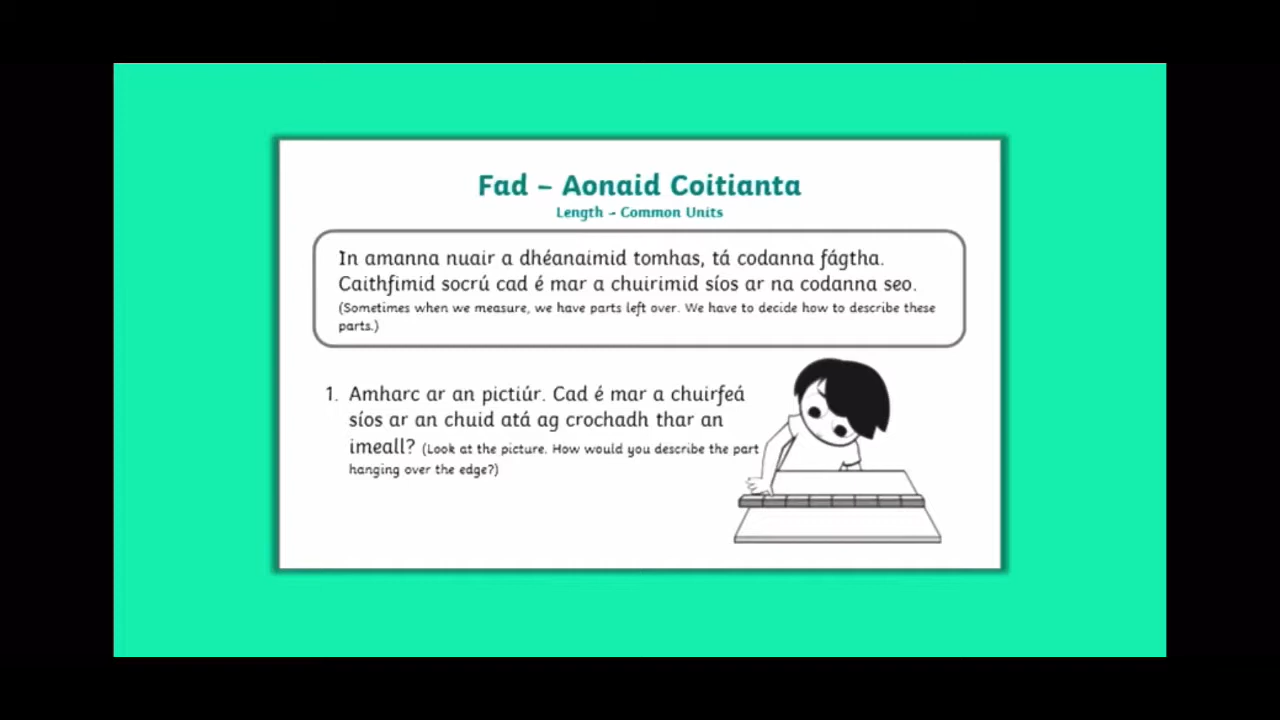 Fad – Aonaid Coitianta
Length – Common Units
In amanna nuair a dhéanaimid tomhas, tá codanna fágtha.
Caithfimid socrú cad é mar a chuirimid síos ar na codanna seo.
(Sometimes when we measure, we have parts left over. We have to decide how to describe these
parts.)
1. Amharc ar an pictiúr. Cad é mar a chuirfeá
síos ar an chuid atá ag crochadh thar an
imeall? (Look at the picture. How would you describe the part
hanging over the edge?)